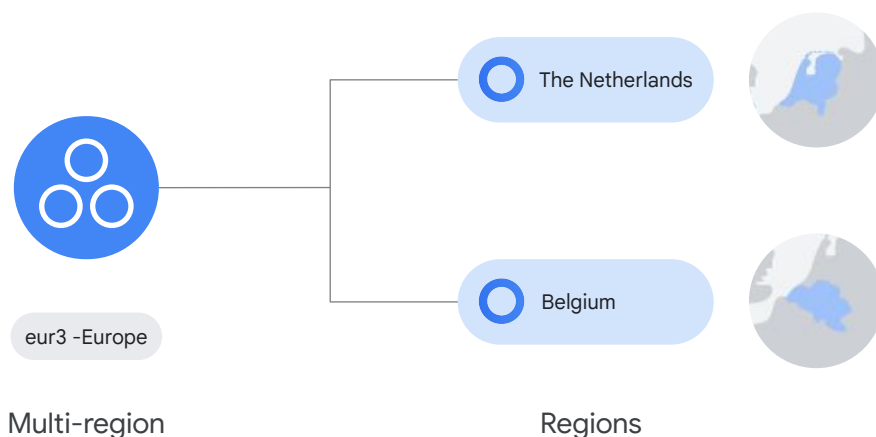 The Netherlands
Belgium
eur3 -Europe
Multi-region
Regions